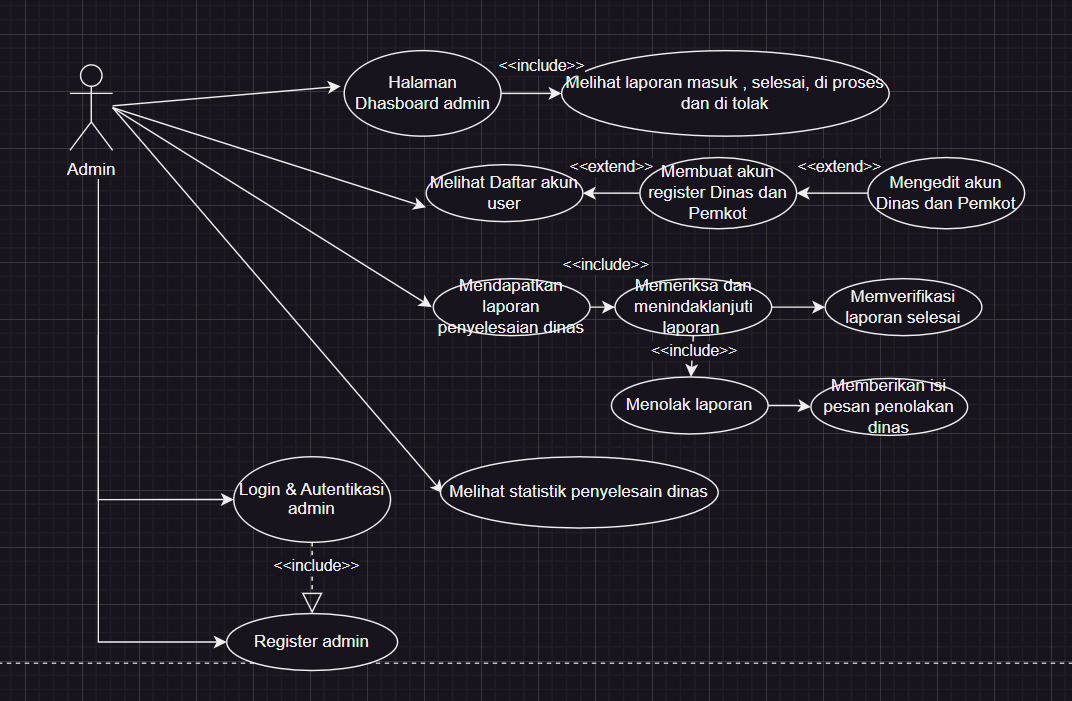 Admin
Halaman
Dhasboard admin
<<include>>
Melihat laporan masuk , selesai, di proses
dan di tolak
Melihat Daftar akun
user
<<extend>>
Membuat akun
register Dinas dan
Pemkot
<<extend>>
Mengedit akun
Dinas dan Pemkot
Mendapatkan
laporan
penyelesaian dinas
<<include>>
Memeriksa dan
menindaklanjuti
laporan
Memverifikasi
laporan selesai
<<include>>
Menolak laporan
Memberikan isi
pesan penolakan
dinas
Login & Autentikasi
admin
Melihat statistik penyelesain dinas
<<include>>
Register admin